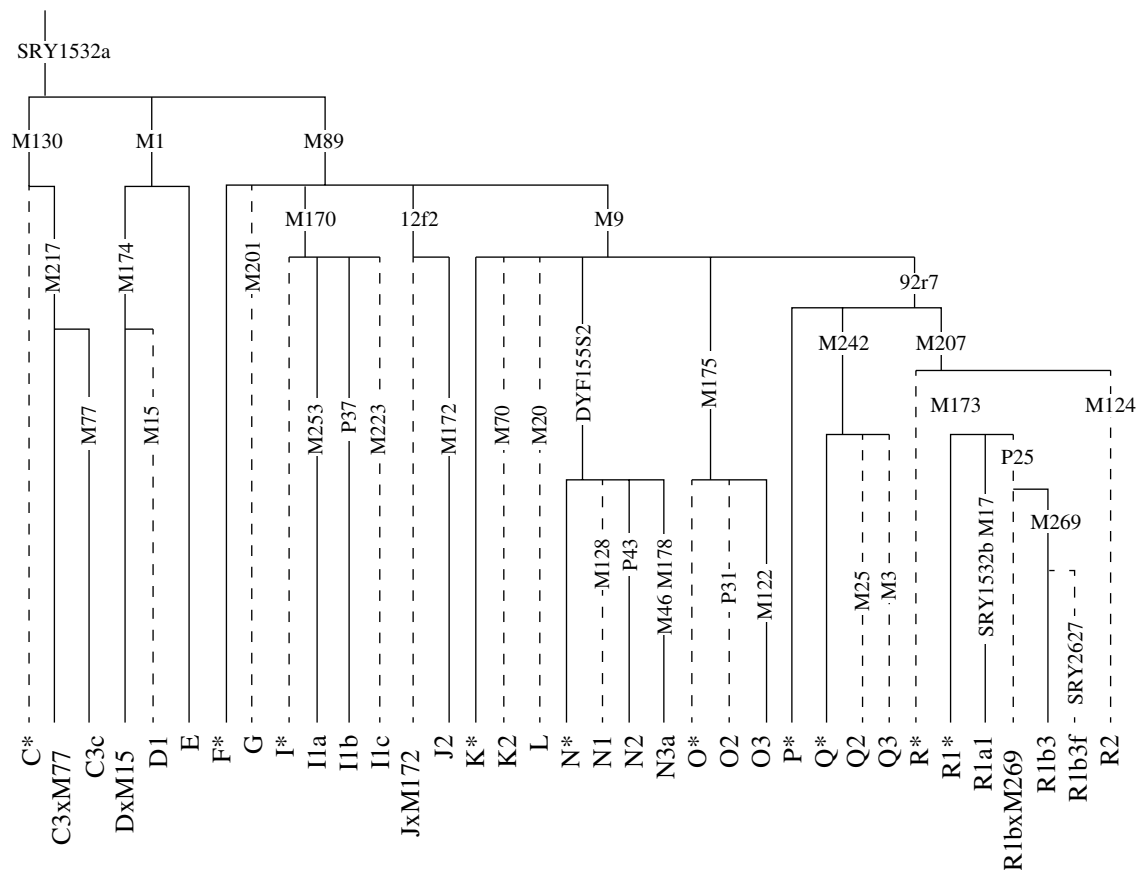 SRY1532a
M130
M1
M89
M170
12f2
M9
M217
M174
M201
92r7
DYF155S2
M242
M207
M175
M77
M15
M253
P37
M223
M172
M70
M20
M173
M124
P25
SRY1532b M17
M269
M128
P43
M46 M178
P31
M122
M25
M3
SRY2627
C*
C3xM77
C3c
DxM15
D1
E
F*
G
I*
I1a
I1b
I1c
JxM172
J2
K*
K2
L
N*
N1
N2
N3a
O*
O2
O3
P*
Q*
Q2
Q3
R*
R1*
R1a1
R1bxM269
R1b3
R1b3f
R2